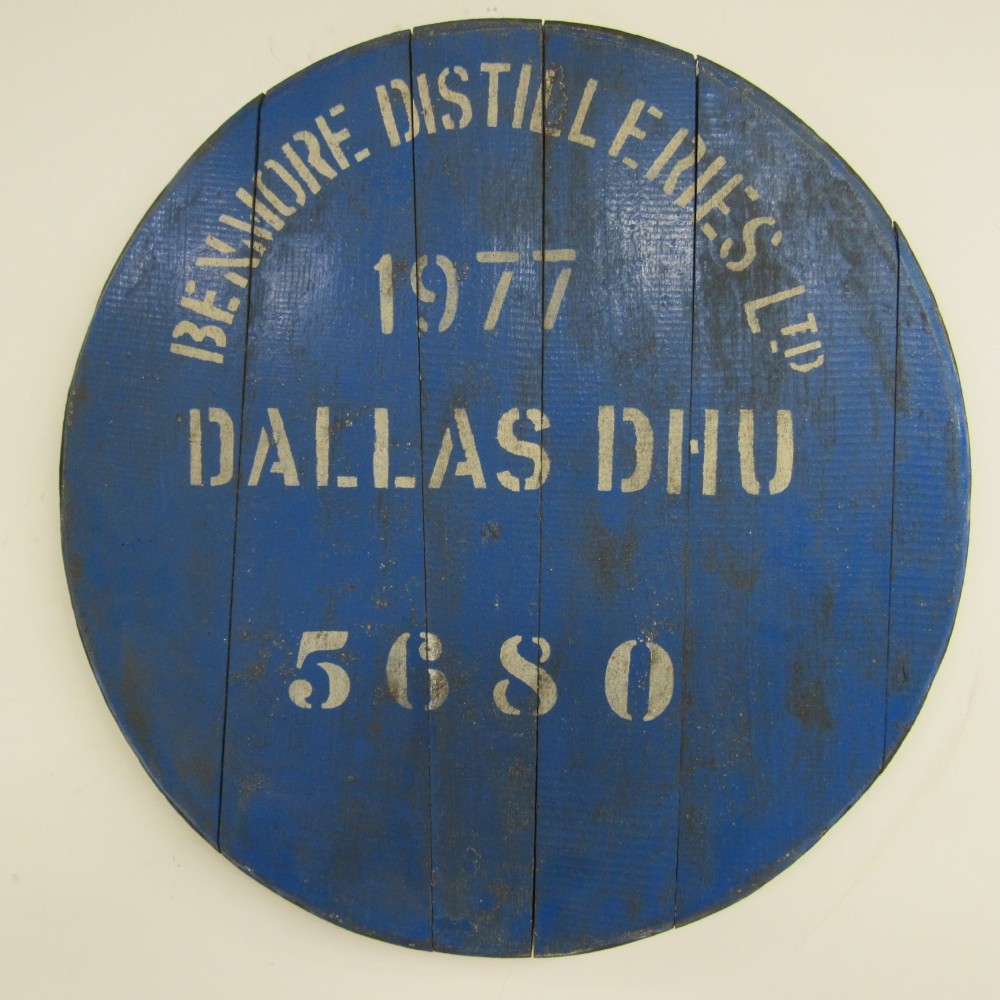 BENMORE DISTILLERIES LTD
1977
DALLAS DHU
5680